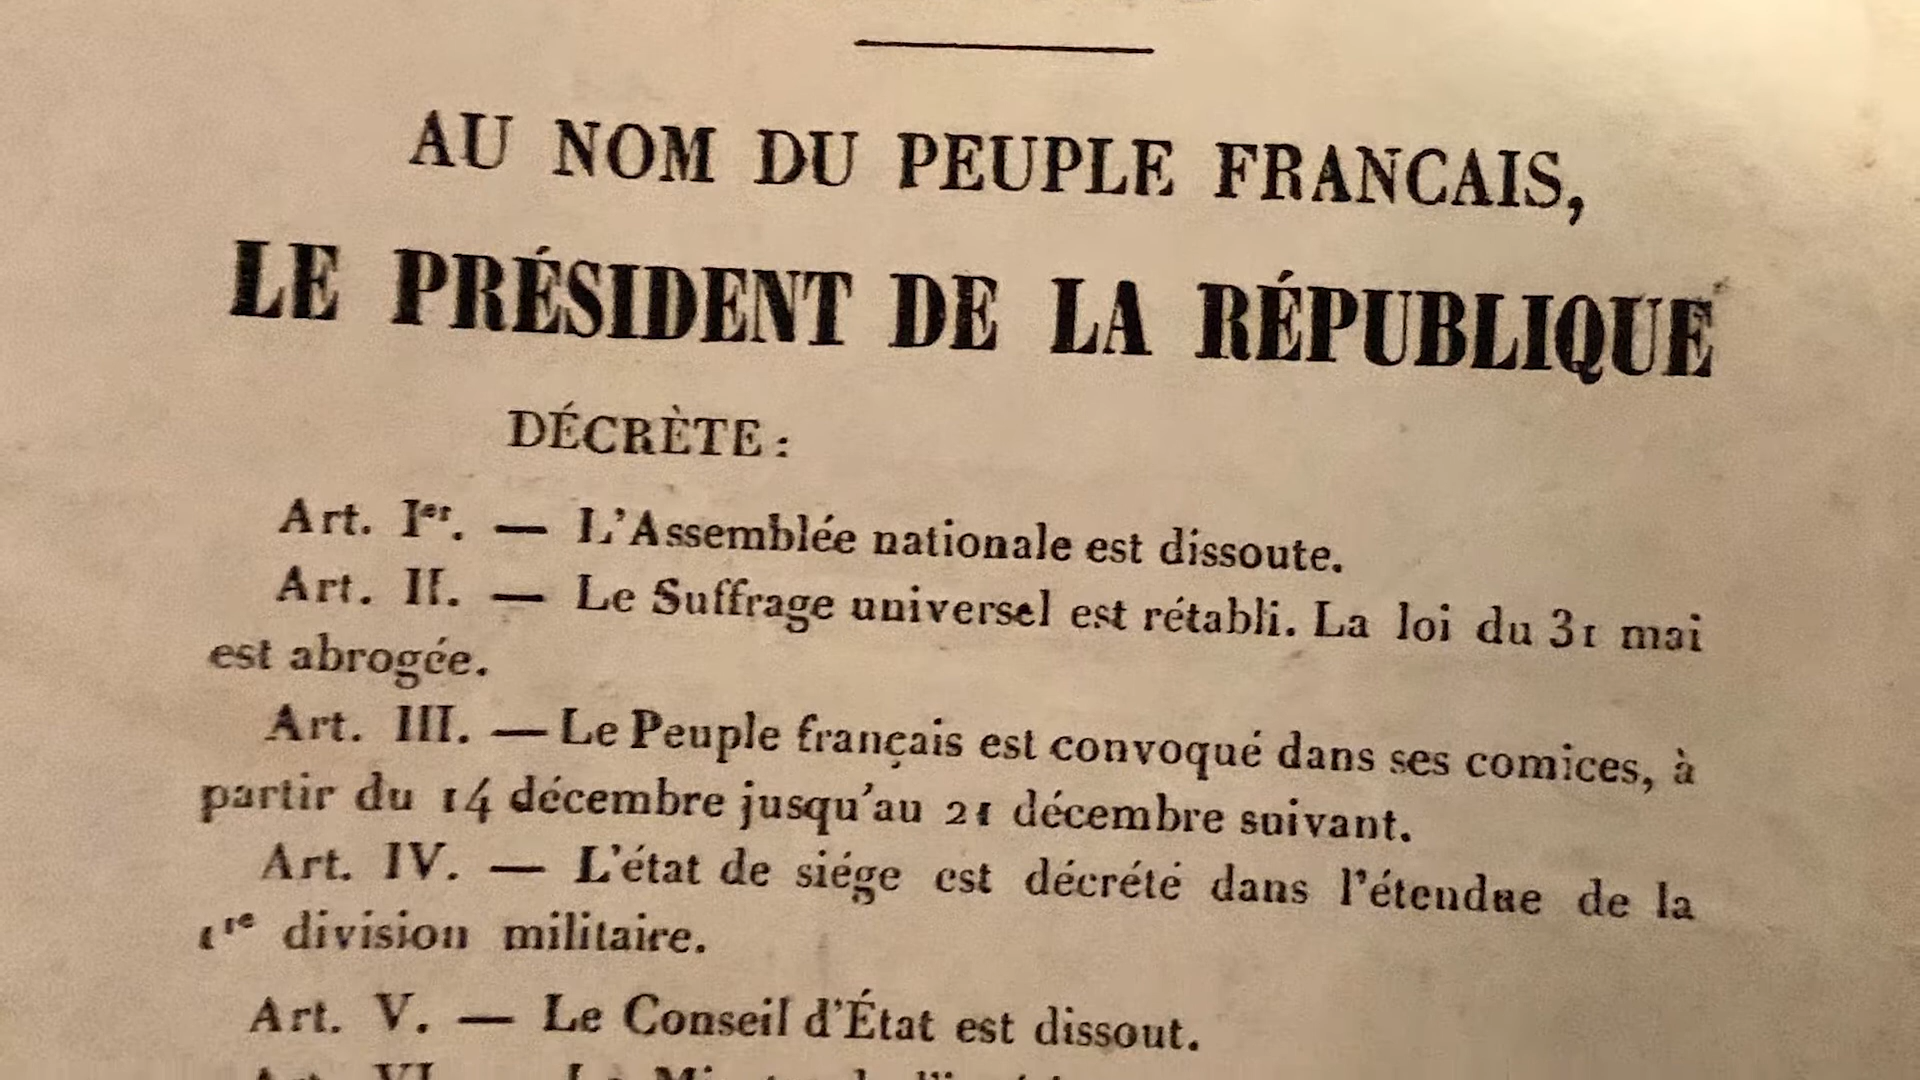 AU NOM DU PEUPLE FRANCAIS,
LE PRÉSIDENT DE LA RÉPUBLIQUE
DÉCRÈTE :
Art. Ier. — L'Assemblée nationale est dissoute.
Art. II. — Le Suffrage universel est rétabli. La loi du 31 mai
est abrogée.
Art. III. — Le Peuple français est convoqué dans ses comices, à
partir du 14 décembre jusqu'au 21 décembre suivant.
Art. IV. — L'état de siége est décrété dans l'étendue de la
1re division militaire.
Art. V. — Le Conseil d'État est dissout.
Art. VI. — Le